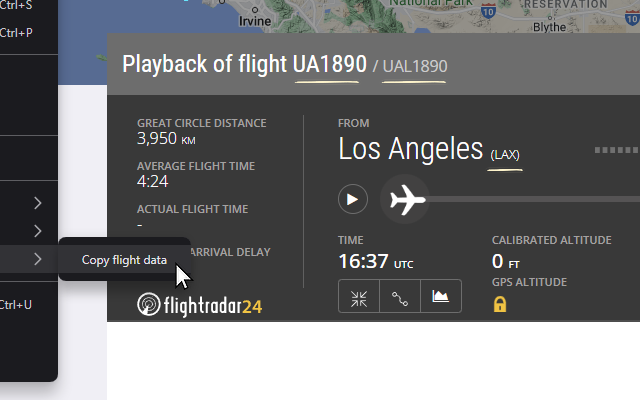 Ctrl+S
Ctrl+P
Ctrl+U
Copy flight data
Irvine
National Park
10
10
RESERVATION
Blythe
Playback of flight UA1890 / UAL1890
GREAT CIRCLE DISTANCE
3,950 KM
AVERAGE FLIGHT TIME
4:24
ACTUAL FLIGHT TIME
-
ARRIVAL DELAY
flightradar24
FROM
Los Angeles (LAX)
TIME
16:37 UTC
CALIBRATED ALTITUDE
0 FT
GPS ALTITUDE